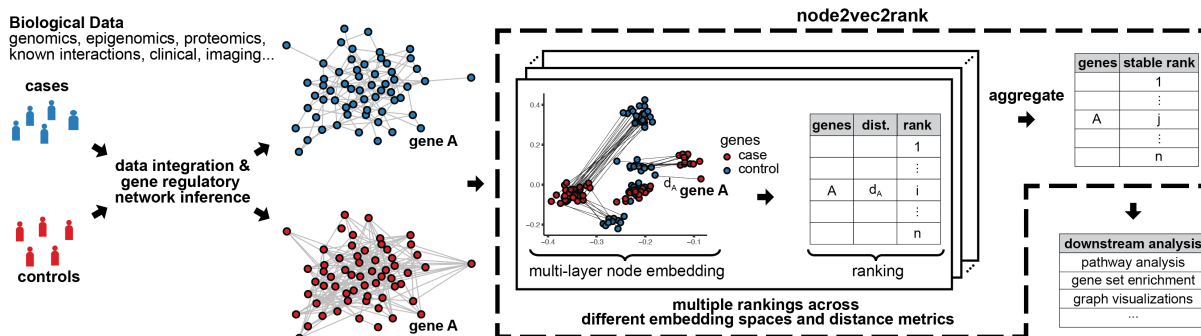 Biological Data
genomics, epigenomics, proteomics,
known interactions, clinical, imaging...
cases
controls
data integration &
gene regulatory
network inference
gene A
gene A
node2vec2rank
0.4
0.2
0.0
−0.2
−0.4
−0.3
−0.2
−0.1
genes
case
control
dA gene A
multi-layer node embedding
genes dist. rank
1
⋮
A dA i
⋮
n
ranking
multiple rankings across
different embedding spaces and distance metrics
aggregate
genes stable rank
1
⋮
A j
⋮
n
downstream analysis
pathway analysis
gene set enrichment
graph visualizations
...